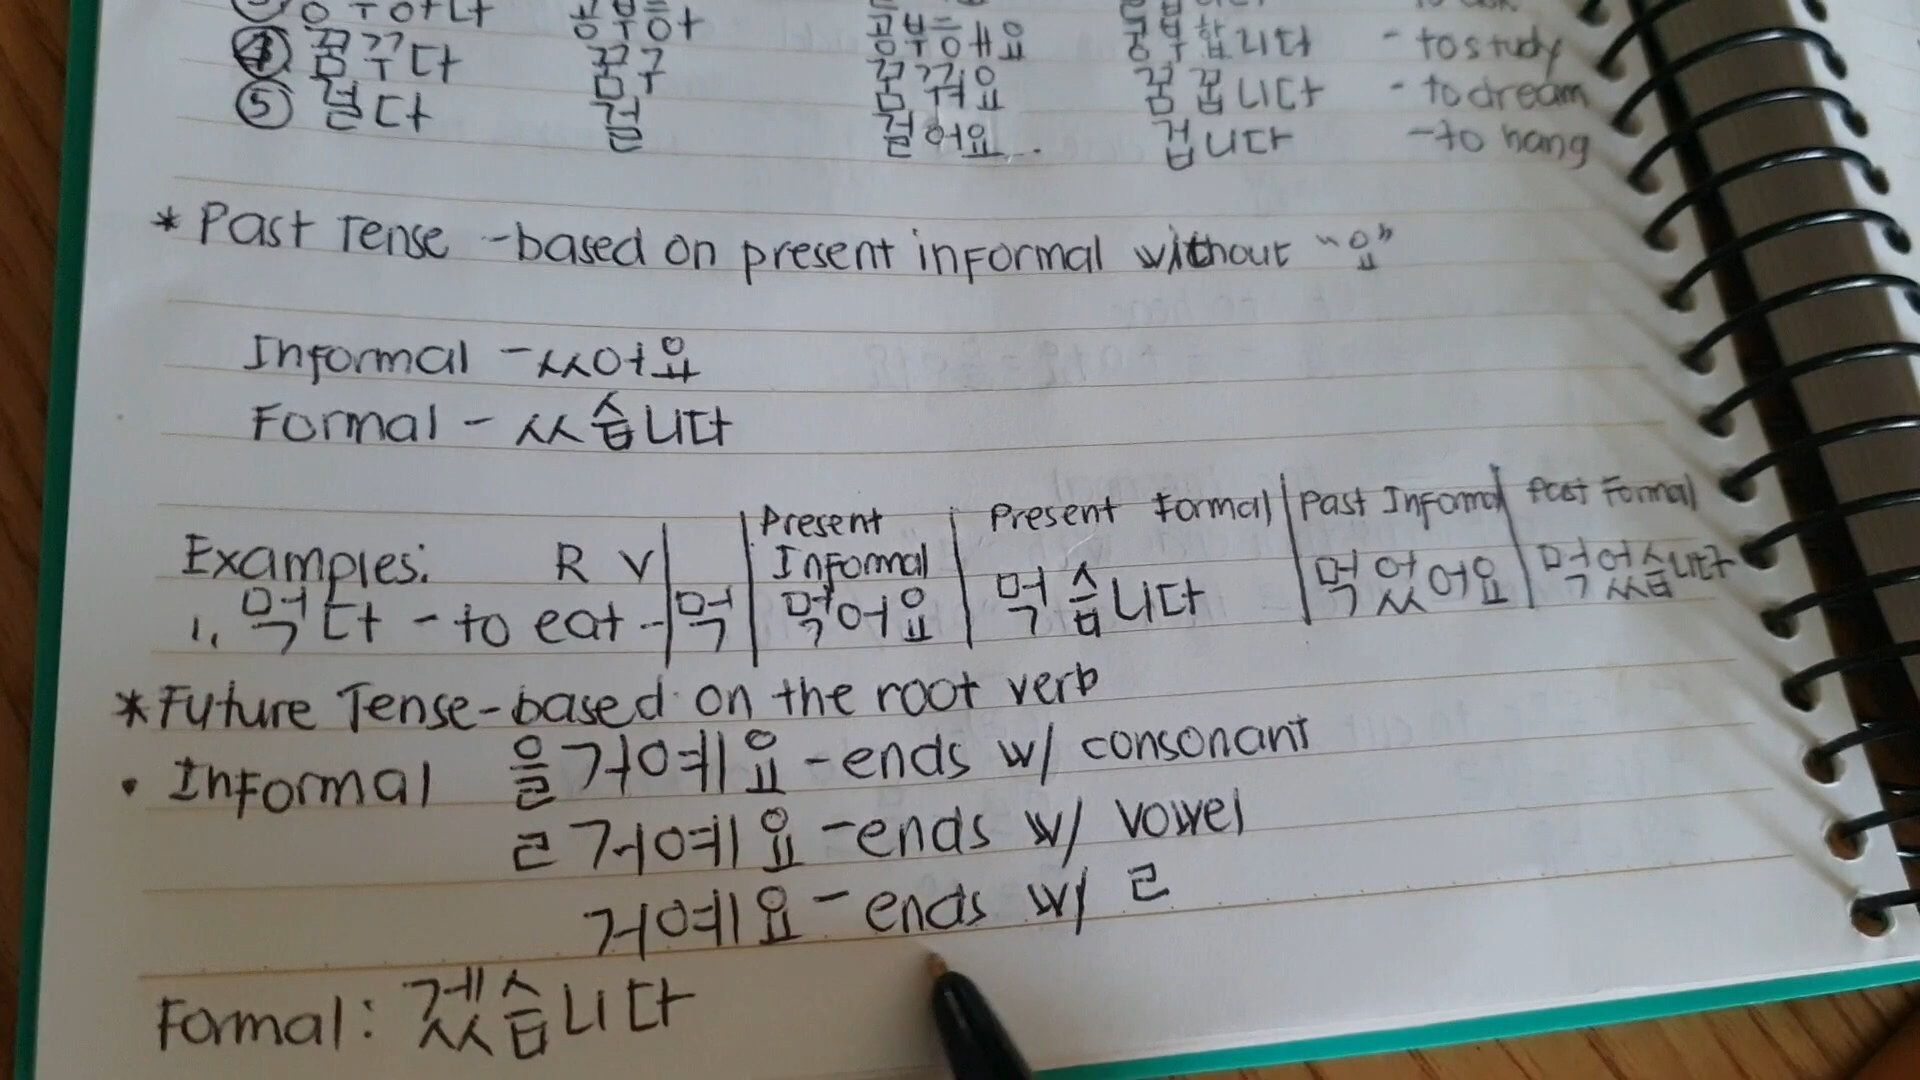 ④ 꿈꾸다 꿈꾸 꿈꿔요 꿈꿉니다 - to dream
- to study
⑤ 걸다 걸 걸어요. 겁니다 - to hang
* Past Tense - based on present informal without "요"
Informal - ㅆ어요
Formal - ㅆ습니다
Examples: R V | | Present Informal | Present Formal | Past Informal | Past Formal
1. 먹다 - to eat - | 먹 | 먹어요 | 먹습니다 | 먹었어요 | 먹었습니다
* Future Tense - based on the root verb
• Informal 을거예요 - ends w/ consonant
ㄹ거예요 - ends w/ vowel
거예요 - ends w/ ㄹ
Formal: 겠습니다